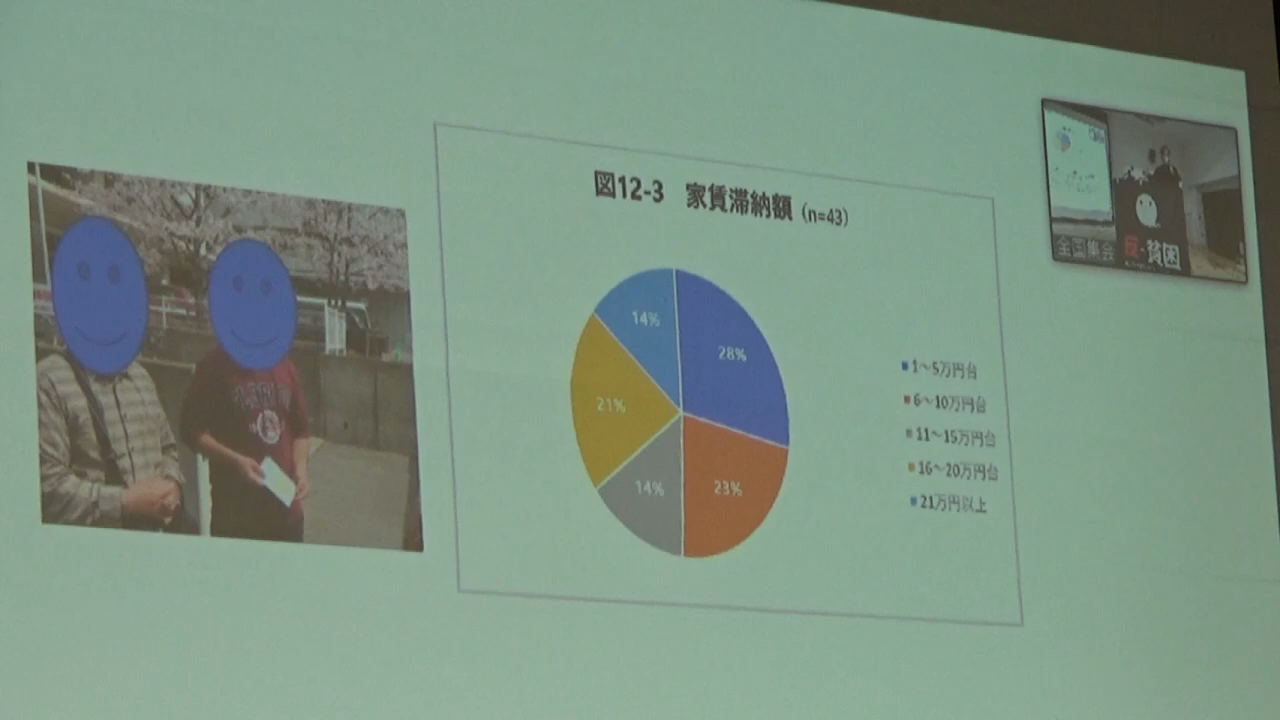 図12-3 家賃滞納額（n=43）
14%
28%
21%
14%
23%
1～5万円台
6～10万円台
11～15万円台
16～20万円台
21万円以上
全国集会
反-貧困